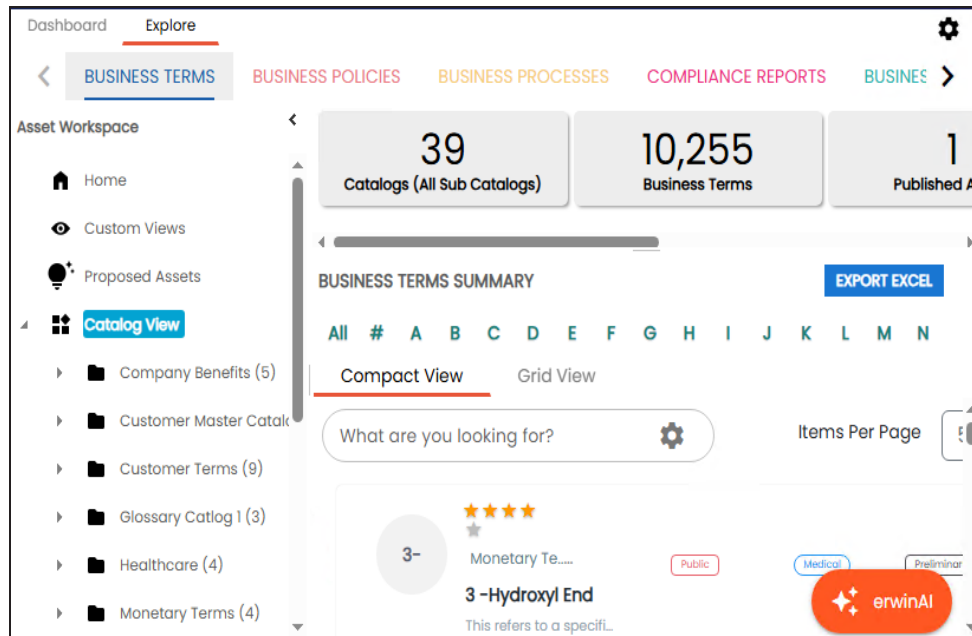 Dashboard Explore
BUSINESS TERMS BUSINESS POLICIES BUSINESS PROCESSES COMPLIANCE REPORTS BUSINES
Asset Workspace
Home
Custom Views
Proposed Assets
Catalog View
Company Benefits (5)
Customer Master Catal
Customer Terms (9)
Glossary Catlog 1 (3)
Healthcare (4)
Monetary Terms (4)
39
Catalogs (All Sub Catalogs)
10,255
Business Terms
1
Published A
BUSINESS TERMS SUMMARY
EXPORT EXCEL
All # A B C D E F G H I J K L M N
Compact View Grid View
What are you looking for?
Items Per Page
3-
Monetary Te.....
Public
Medical
Preliminar
3 -Hydroxyl End
This refers to a specifi...
erwinAI